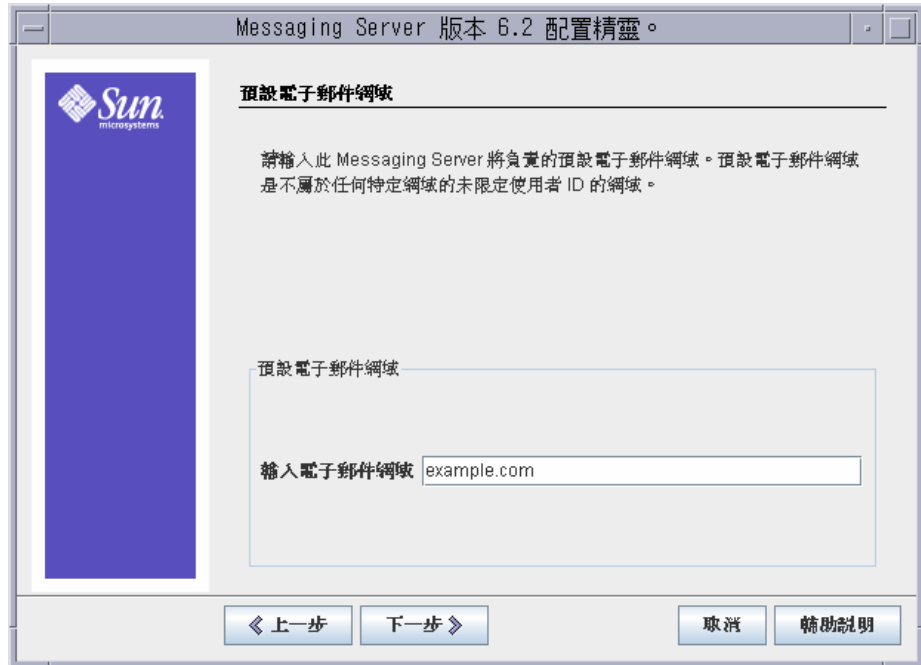 Messaging Server 版本 6.2 配置精靈。
Sun
microsystems
預設電子郵件網域
請輸入此 Messaging Server 將負責的預設電子郵件網域。預設電子郵件網域
是不屬於任何特定網域的未限定使用者 ID 的網域。
預設電子郵件網域
輸入電子郵件網域 example.com
上一步 下一步 取消 輔助說明